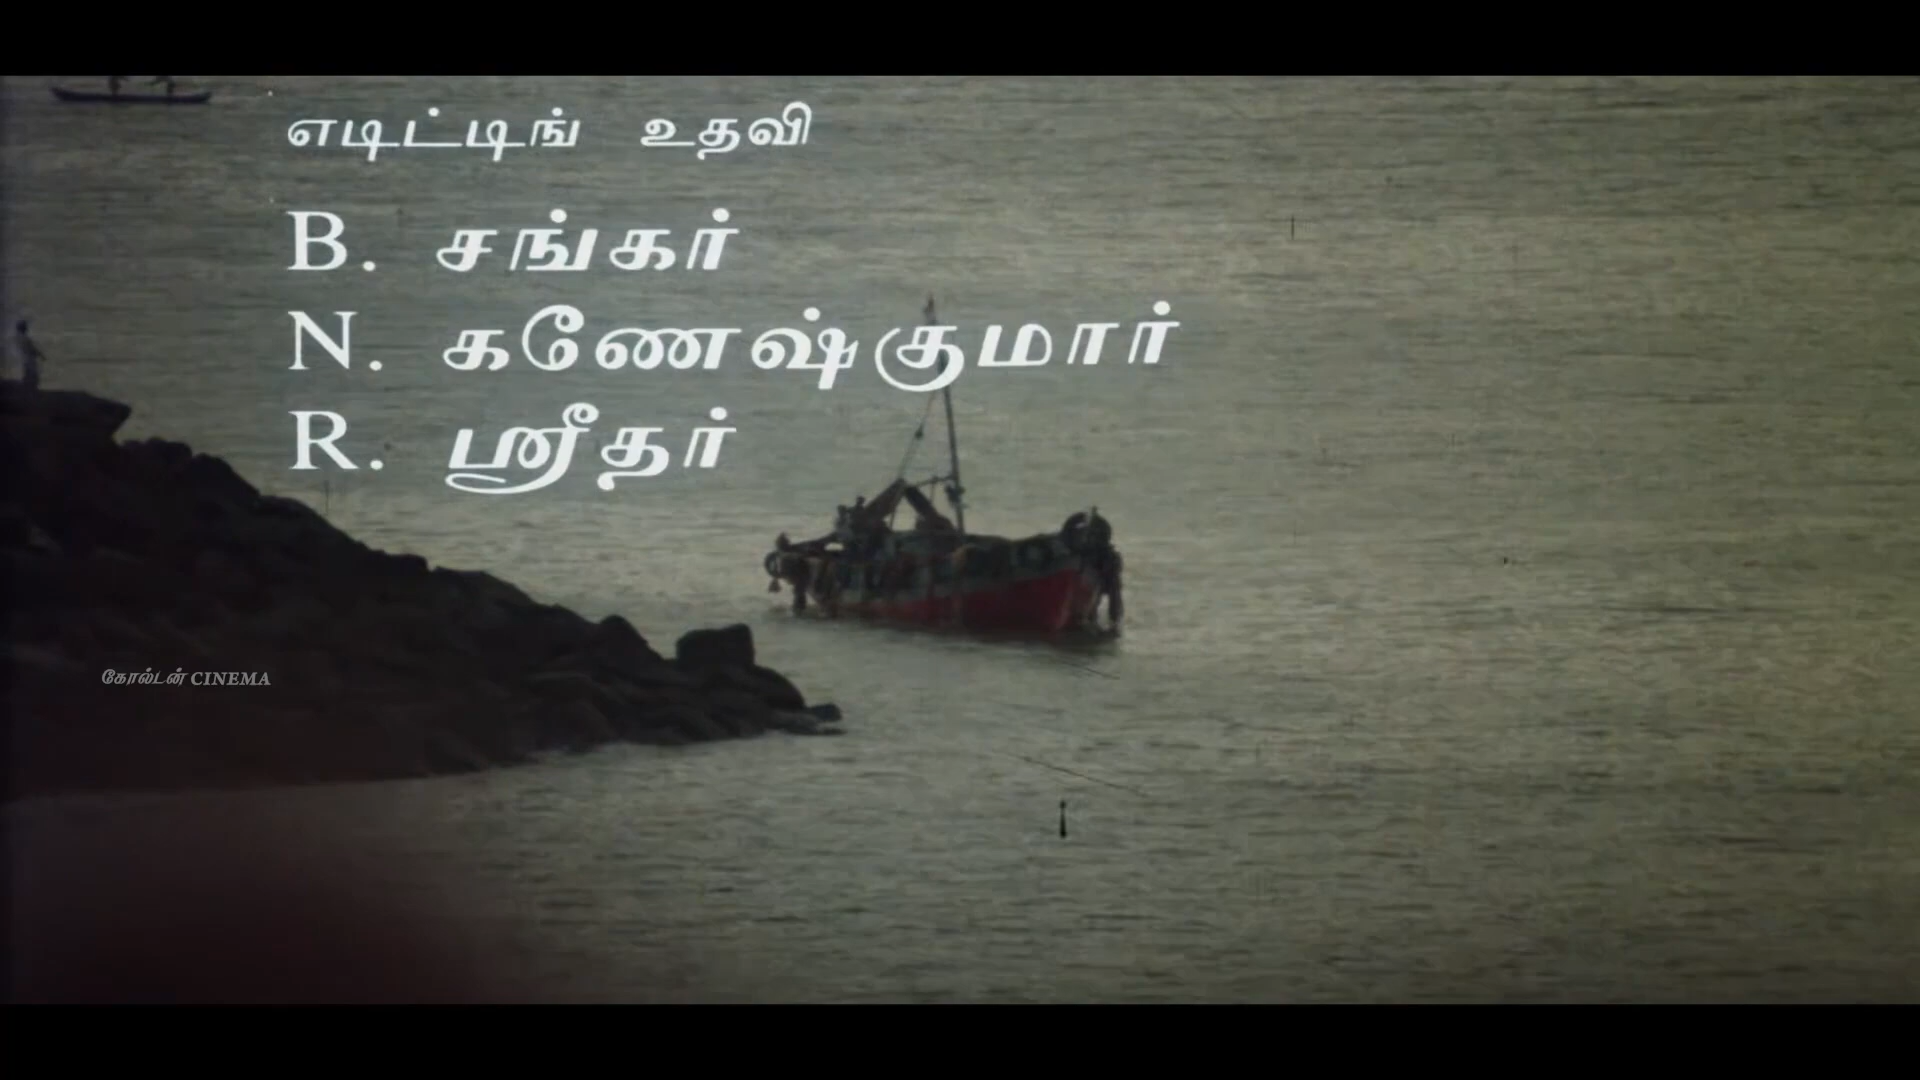 எடிட்டிங் உதவி
B. சங்கர்
N. கணேஷ்குமார்
R. ஸ்ரீதர்
கோல்டன் CINEMA